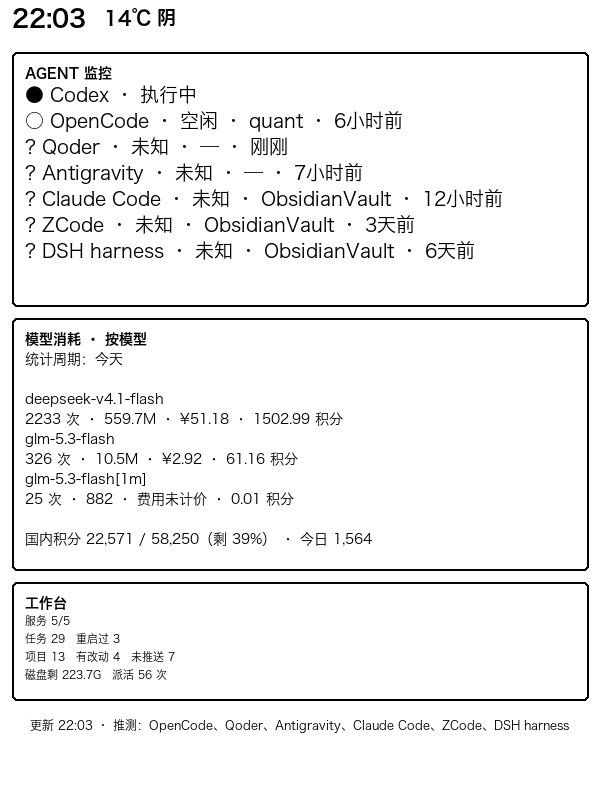 22:03 14℃ 阴
AGENT 监控
● Codex · 执行中
○ OpenCode · 空闲 · quant · 6小时前
? Qoder · 未知 · — · 刚刚
? Antigravity · 未知 · — · 7小时前
? Claude Code · 未知 · ObsidianVault · 12小时前
? ZCode · 未知 · ObsidianVault · 3天前
? DSH harness · 未知 · ObsidianVault · 6天前
模型消耗 · 按模型
统计周期：今天
deepseek-v4.1-flash
2233 次 · 559.7M · ¥51.18 · 1502.99 积分
glm-5.3-flash
326 次 · 10.5M · ¥2.92 · 61.16 积分
glm-5.3-flash[1m]
25 次 · 882 · 费用未计价 · 0.01 积分
国内积分 22,571 / 58,250（剩 39%） · 今日 1,564
工作台
服务 5/5
任务 29 重启过 3
项目 13 有改动 4 未推送 7
磁盘剩 223.7G 派活 56 次
更新 22:03 · 推测：OpenCode、Qoder、Antigravity、Claude Code、ZCode、DSH harness